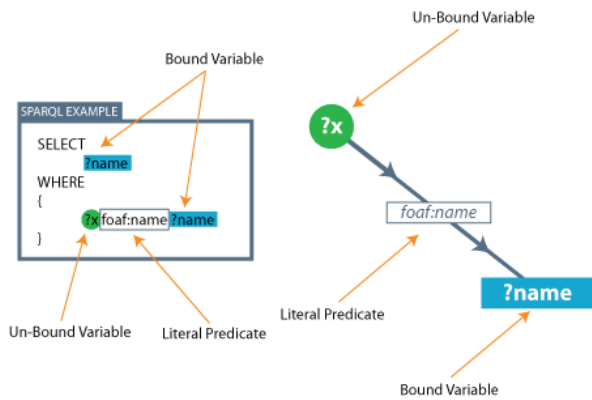 Un-Bound Variable
Bound Variable
SPARQL EXAMPLE
SELECT
?name
WHERE
{
?x foaf:name ?name
}
Un-Bound Variable
Literal Predicate
?x
foaf:name
?name
Literal Predicate
Bound Variable